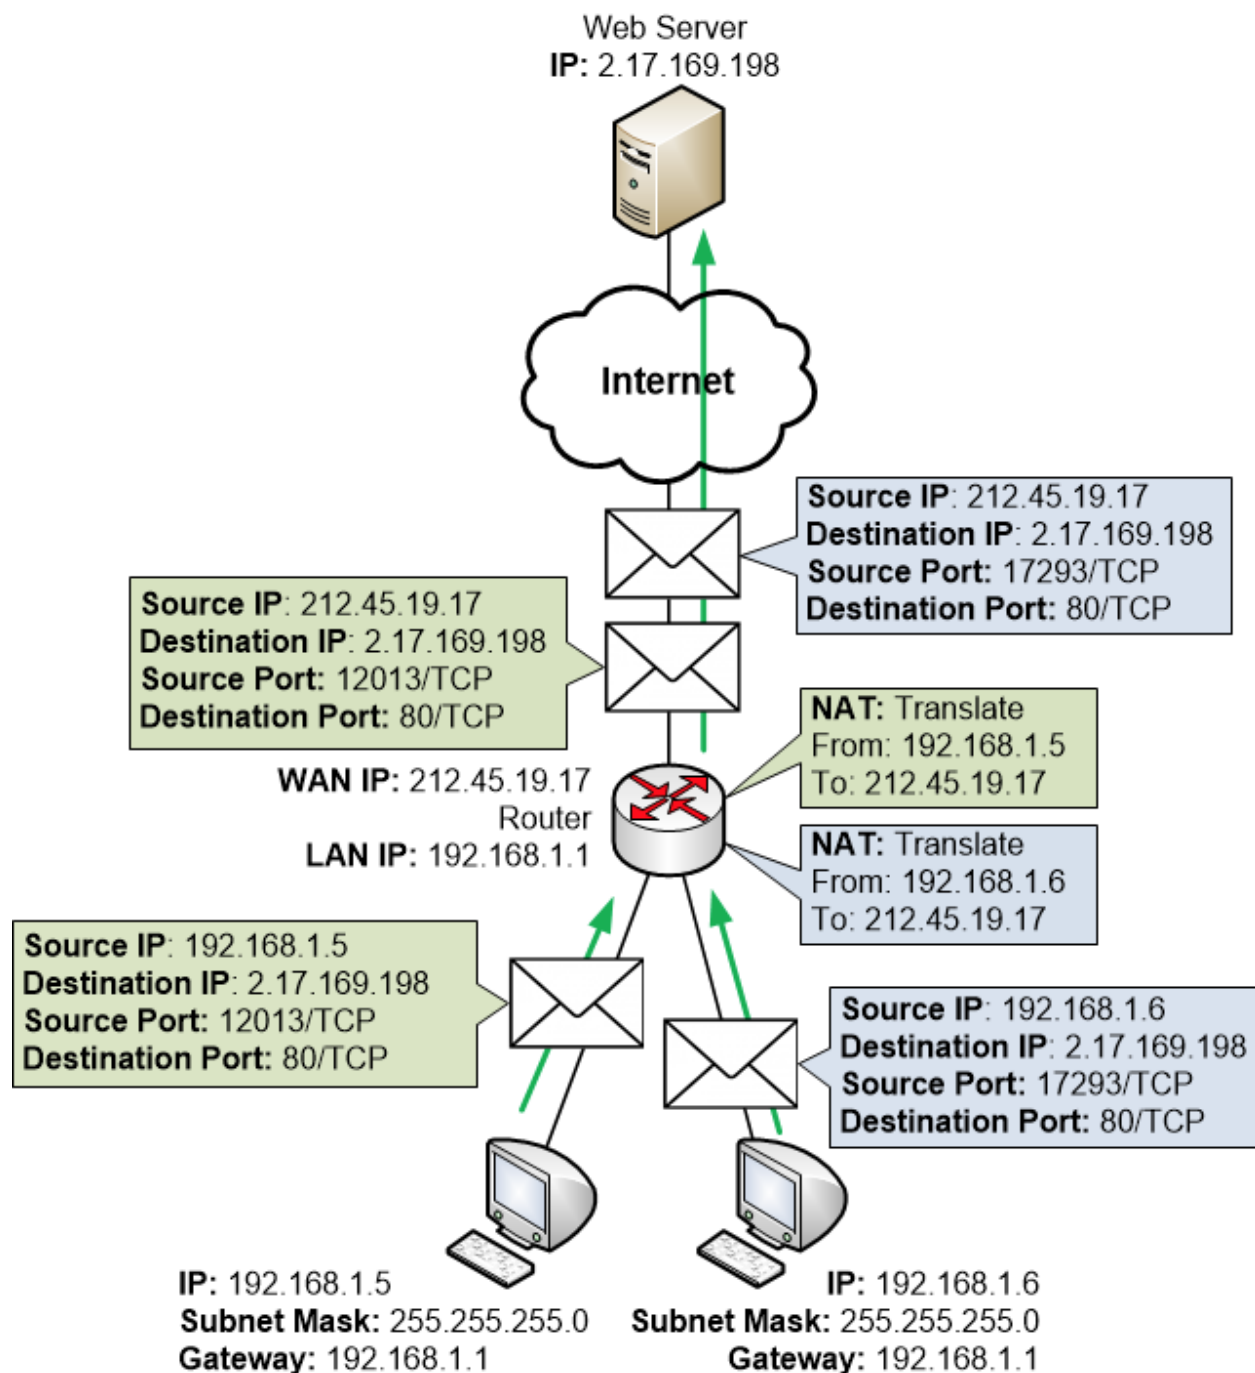 Web Server
IP: 2.17.169.198
Internet
Source IP: 212.45.19.17
Destination IP: 2.17.169.198
Source Port: 17293/TCP
Destination Port: 80/TCP
Source IP: 212.45.19.17
Destination IP: 2.17.169.198
Source Port: 12013/TCP
Destination Port: 80/TCP
NAT: Translate
From: 192.168.1.5
To: 212.45.19.17
WAN IP: 212.45.19.17
Router
LAN IP: 192.168.1.1
NAT: Translate
From: 192.168.1.6
To: 212.45.19.17
Source IP: 192.168.1.5
Destination IP: 2.17.169.198
Source Port: 12013/TCP
Destination Port: 80/TCP
Source IP: 192.168.1.6
Destination IP: 2.17.169.198
Source Port: 17293/TCP
Destination Port: 80/TCP
IP: 192.168.1.5
Subnet Mask: 255.255.255.0
Gateway: 192.168.1.1
IP: 192.168.1.6
Subnet Mask: 255.255.255.0
Gateway: 192.168.1.1